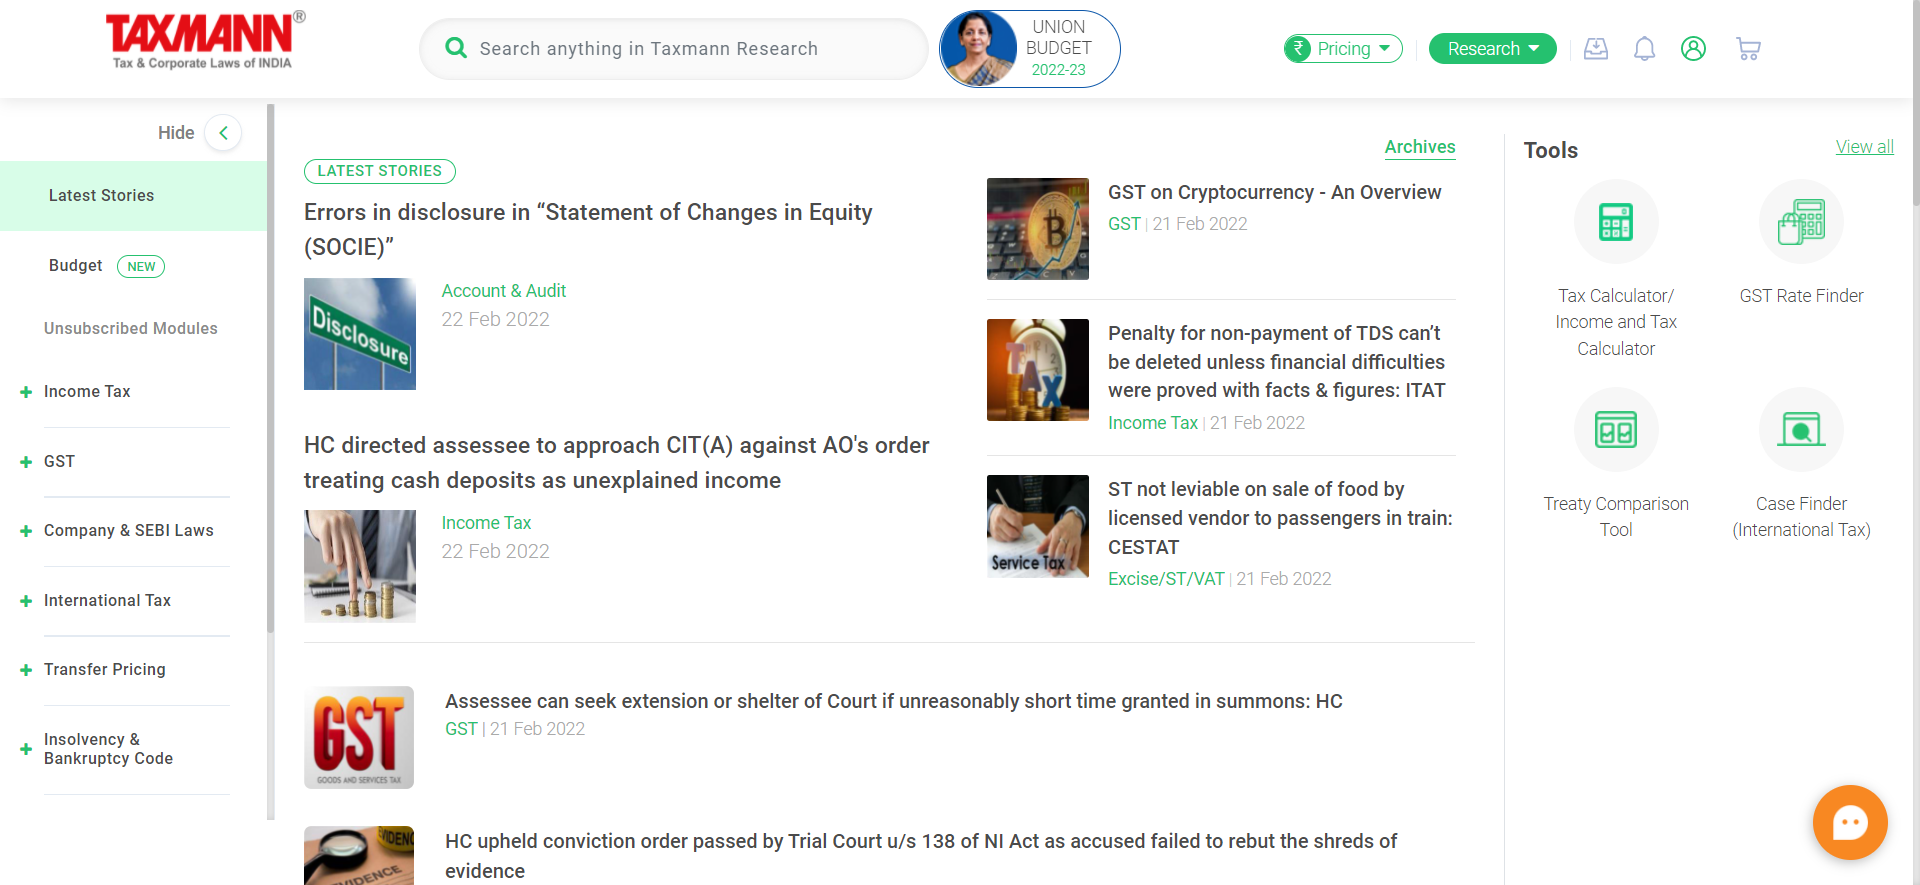 TAXMANN®
Tax & Corporate Laws of INDIA
Search anything in Taxmann Research
UNION
BUDGET
2022-23
₹ Pricing
Research
Hide
Latest Stories
Budget NEW
Unsubscribed Modules
Income Tax
GST
Company & SEBI Laws
International Tax
Transfer Pricing
Insolvency &
Bankruptcy Code
Archives
LATEST STORIES
Errors in disclosure in “Statement of Changes in Equity
(SOCIE)”
Disclosure
Account & Audit
22 Feb 2022
HC directed assessee to approach CIT(A) against AO's order
treating cash deposits as unexplained income
Income Tax
22 Feb 2022
GST on Cryptocurrency - An Overview
GST | 21 Feb 2022
TAX
Penalty for non-payment of TDS can’t
be deleted unless financial difficulties
were proved with facts & figures: ITAT
Income Tax | 21 Feb 2022
Service Tax
ST not leviable on sale of food by
licensed vendor to passengers in train:
CESTAT
Excise/ST/VAT | 21 Feb 2022
GST
GOODS AND SERVICES TAX
Assessee can seek extension or shelter of Court if unreasonably short time granted in summons: HC
GST | 21 Feb 2022
EVIDENCE
HC upheld conviction order passed by Trial Court u/s 138 of NI Act as accused failed to rebut the shreds of
evidence
Tools
View all
Tax Calculator/
Income and Tax
Calculator
GST Rate Finder
Treaty Comparison
Tool
Case Finder
(International Tax)